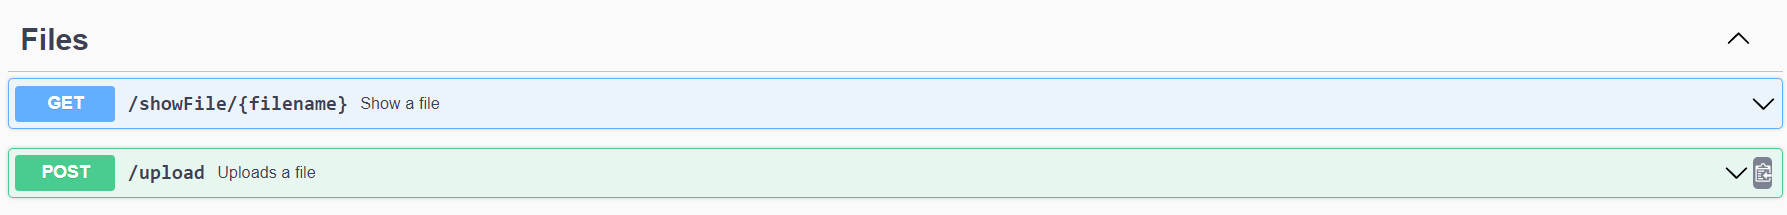 Files
GET /showFile/{filename} Show a file
POST /upload Uploads a file